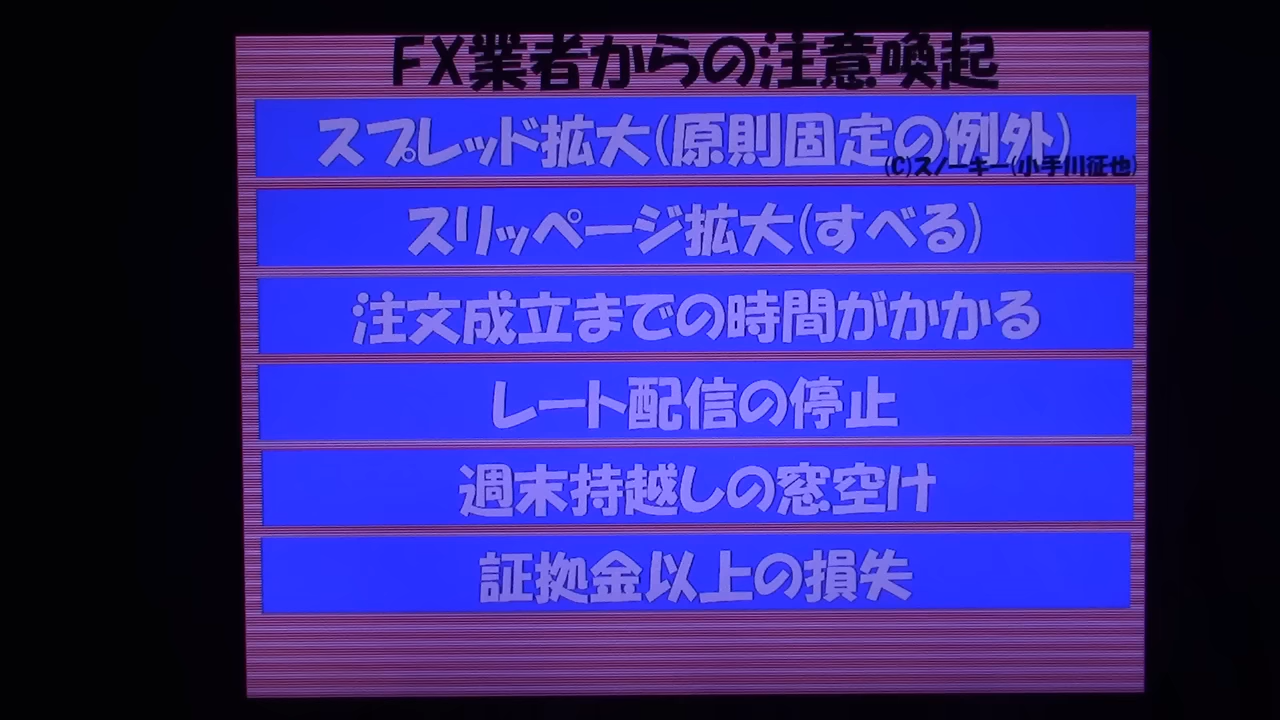 FX業者からの注意喚起
スプレッド拡大(原則固定の例外)
(C)スノーキー(小手川征也)
スリッページ拡大(すべる)
注文成立までの時間がかかる
レート配信の停止
週末持越しの窓空け
証拠金以上の損失